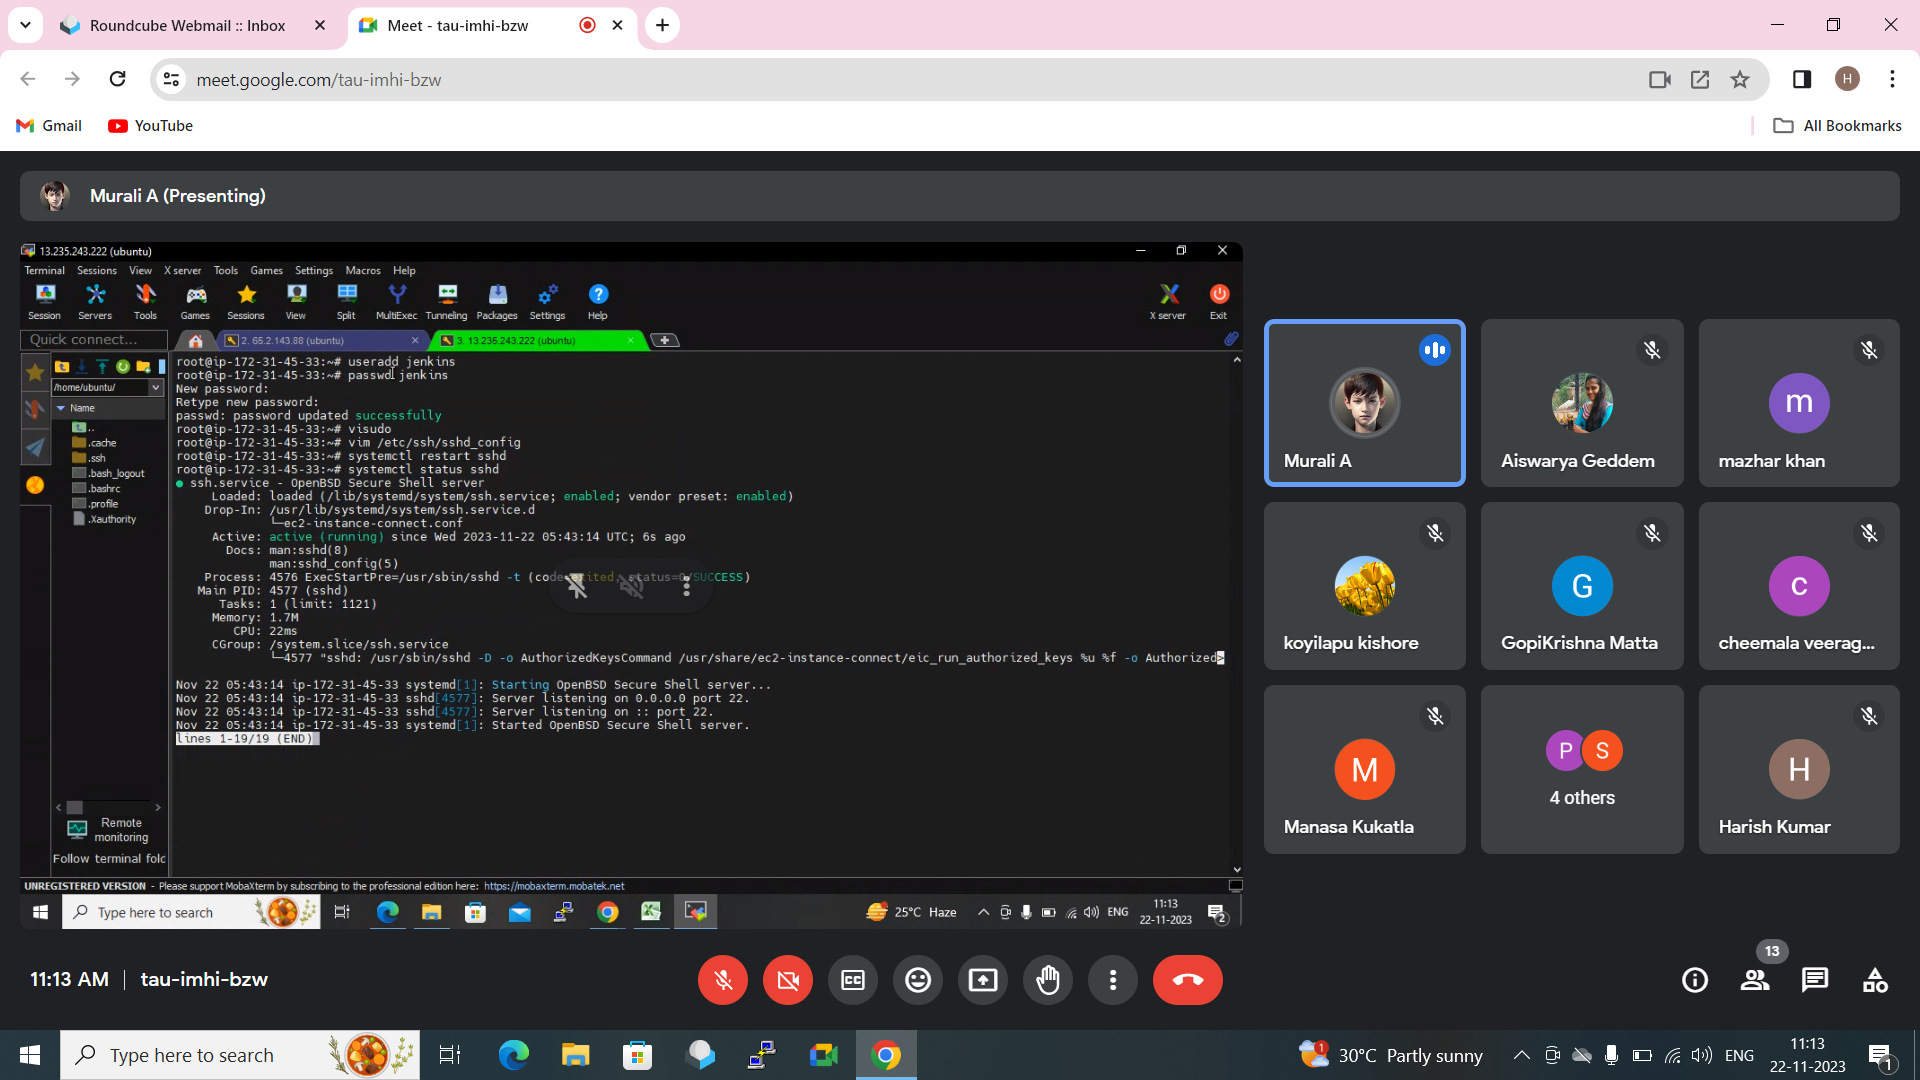 Roundcube Webmail :: Inbox
Meet - tau-imhi-bzw
meet.google.com/tau-imhi-bzw
H
Gmail
YouTube
All Bookmarks
Murali A (Presenting)
13.235.243.222 (ubuntu)
Terminal Sessions View X server Tools Games Settings Macros Help
Session Servers Tools Games Sessions View Split MultiExec Tunneling Packages Settings Help
X server Exit
Quick connect...
2. 65.2.143.88 (ubuntu)
3. 13.235.243.222 (ubuntu)
/home/ubuntu/
Name
..
.cache
.ssh
.bash_logout
.bashrc
.profile
.Xauthority
Remote
monitoring
Follow terminal folc
root@ip-172-31-45-33:~# useradd jenkins
root@ip-172-31-45-33:~# passwd jenkins
New password:
Retype new password:
passwd: password updated successfully
root@ip-172-31-45-33:~# visudo
root@ip-172-31-45-33:~# vim /etc/ssh/sshd_config
root@ip-172-31-45-33:~# systemctl restart sshd
root@ip-172-31-45-33:~# systemctl status sshd
● ssh.service - OpenBSD Secure Shell server
Loaded: loaded (/lib/systemd/system/ssh.service; enabled; vendor preset: enabled)
Drop-In: /usr/lib/systemd/system/ssh.service.d
└─ec2-instance-connect.conf
Active: active (running) since Wed 2023-11-22 05:43:14 UTC; 6s ago
Docs: man:sshd(8)
man:sshd_config(5)
Process: 4576 ExecStartPre=/usr/sbin/sshd -t (code=exited, status=0/SUCCESS)
Main PID: 4577 (sshd)
Tasks: 1 (limit: 1121)
Memory: 1.7M
CPU: 22ms
CGroup: /system.slice/ssh.service
└─4577 "sshd: /usr/sbin/sshd -D -o AuthorizedKeysCommand /usr/share/ec2-instance-connect/eic_run_authorized_keys %u %f -o Authorized>
Nov 22 05:43:14 ip-172-31-45-33 systemd[1]: Starting OpenBSD Secure Shell server...
Nov 22 05:43:14 ip-172-31-45-33 sshd[4577]: Server listening on 0.0.0.0 port 22.
Nov 22 05:43:14 ip-172-31-45-33 sshd[4577]: Server listening on :: port 22.
Nov 22 05:43:14 ip-172-31-45-33 systemd[1]: Started OpenBSD Secure Shell server.
lines 1-19/19 (END)
UNREGISTERED VERSION - Please support MobaXterm by subscribing to the professional edition here: https://mobaxterm.mobatek.net
Type here to search
25°C Haze
ENG
11:13
22-11-2023
2
Murali A
Aiswarya Geddem
m
mazhar khan
koyilapu kishore
G
GopiKrishna Matta
c
cheemala veerag...
M
Manasa Kukatla
P S
4 others
H
Harish Kumar
11:13 AM
tau-imhi-bzw
13
Type here to search
1
30°C Partly sunny
ENG
11:13
22-11-2023
1